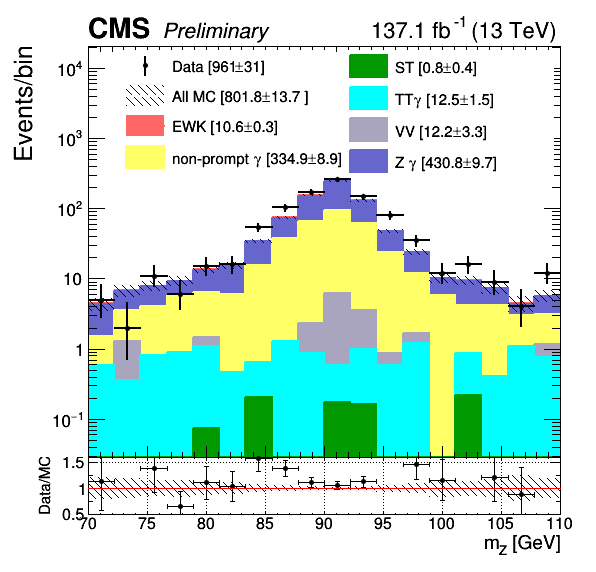 CMS Preliminary 137.1 fb⁻¹ (13 TeV)
Events/bin
10⁴
10³
10²
10
1
10⁻¹
Data [961±31]
All MC [801.8±13.7 ]
EWK [10.6±0.3]
non-prompt γ [334.9±8.9]
ST [0.8±0.4]
TTγ [12.5±1.5]
VV [12.2±3.3]
Z γ [430.8±9.7]
Data/MC
1.5
1
0.5
70 75 80 85 90 95 100 105 110
m_Z [GeV]